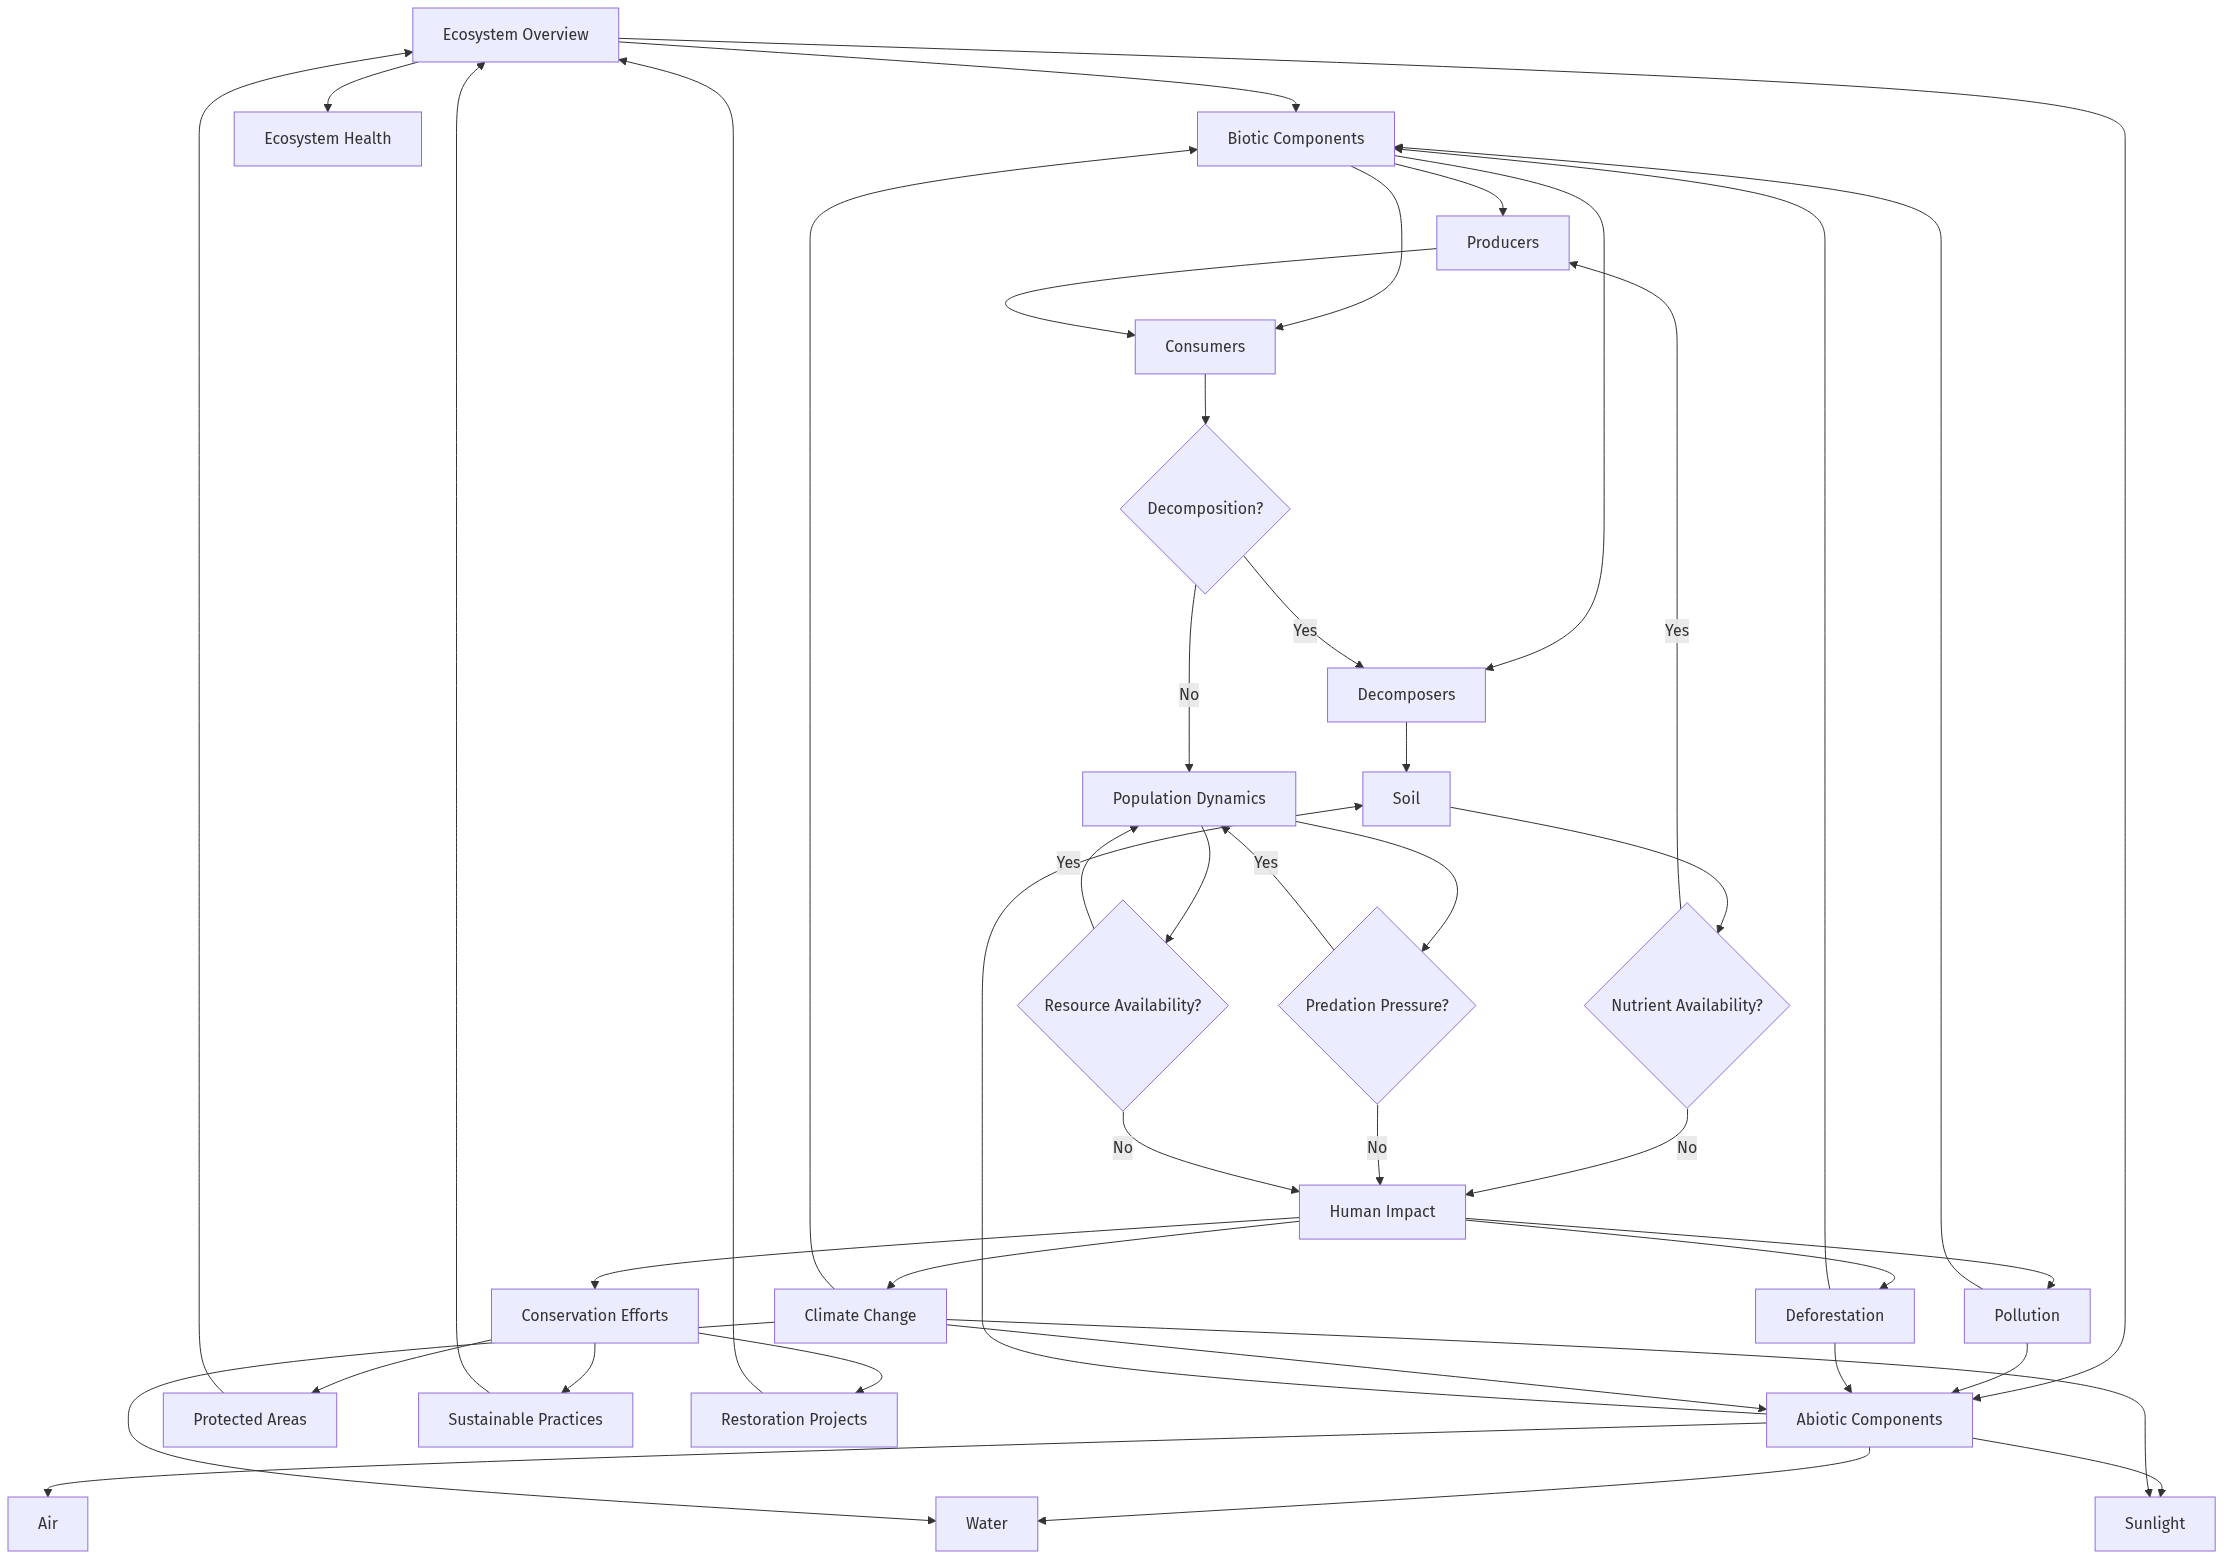 Ecosystem Overview
Ecosystem Health
Biotic Components
Producers
Consumers
Decomposition?
Yes
Yes
Decomposers
No
Population Dynamics
Soil
Yes
Yes
Resource Availability?
Predation Pressure?
Nutrient Availability?
No
No
No
Human Impact
Conservation Efforts
Climate Change
Deforestation
Pollution
Protected Areas
Sustainable Practices
Restoration Projects
Abiotic Components
Air
Water
Sunlight